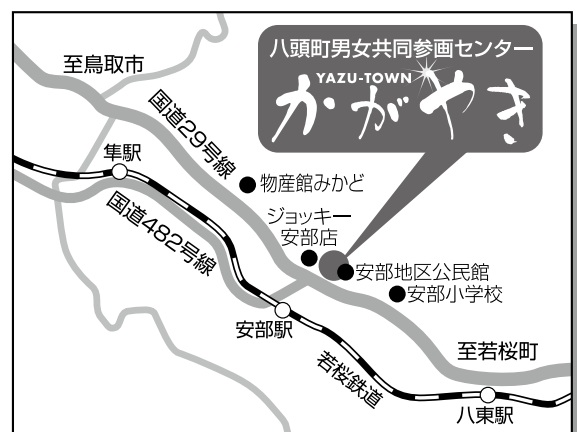 八頭町男女共同参画センター
YAZU-TOWN
かがやき
至鳥取市
国道29号線
隼駅
物産館みかど
国道482号線
ジョッキー
安部店
安部地区公民館
安部小学校
安部駅
至若桜町
若桜鉄道
八東駅